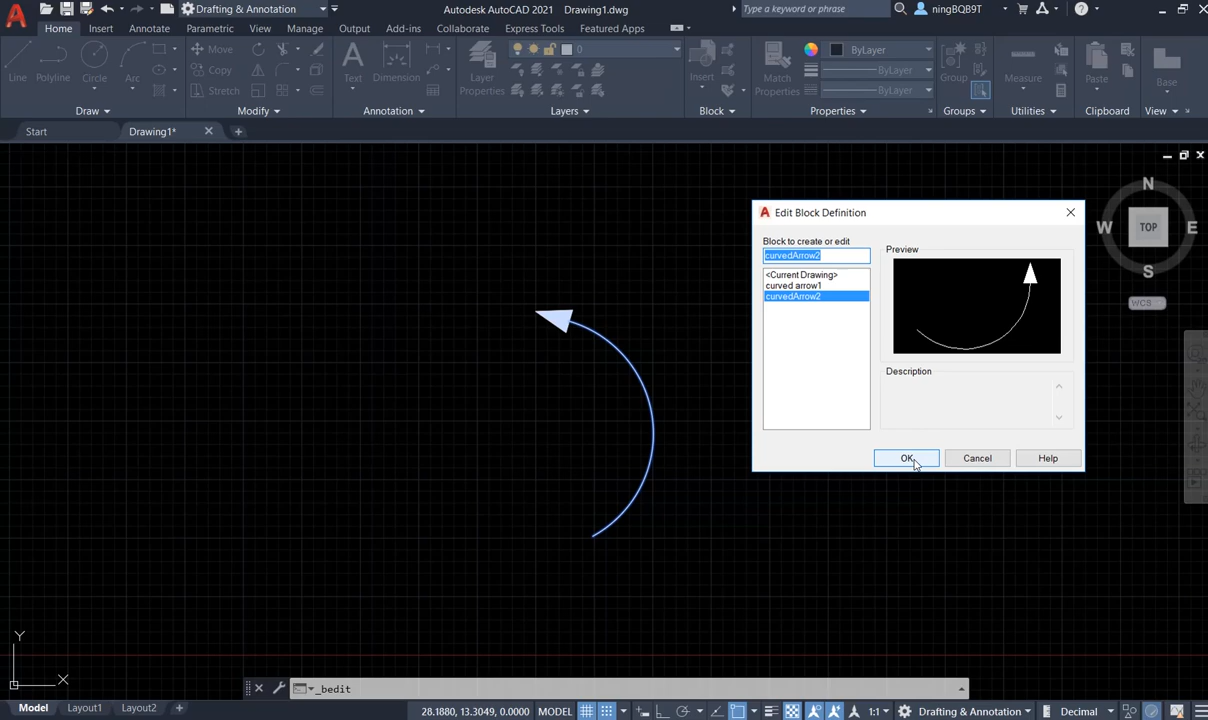 Drafting & Annotation
Autodesk AutoCAD 2021 Drawing1.dwg
Type a keyword or phrase
ningBQB9T
Home Insert Annotate Parametric View Manage Output Add-ins Collaborate Express Tools Featured Apps
Line Polyline Circle Arc
Move
Copy
Stretch
Text Dimension
Layer
Properties
0
Insert
Match
Properties
ByLayer
ByLayer
ByLayer
Group
Measure
Paste
Base
Draw Modify Annotation Layers Block Properties Groups Utilities Clipboard View
Start Drawing1*
N
W TOP E
S
WCS
Edit Block Definition
Block to create or edit
curvedArrow2
<Current Drawing>
curved arrow1
curvedArrow2
Preview
Description
OK Cancel Help
Y
X
_bedit
Model Layout1 Layout2
28.1880, 13.3049, 0.0000 MODEL 1:1 Drafting & Annotation Decimal